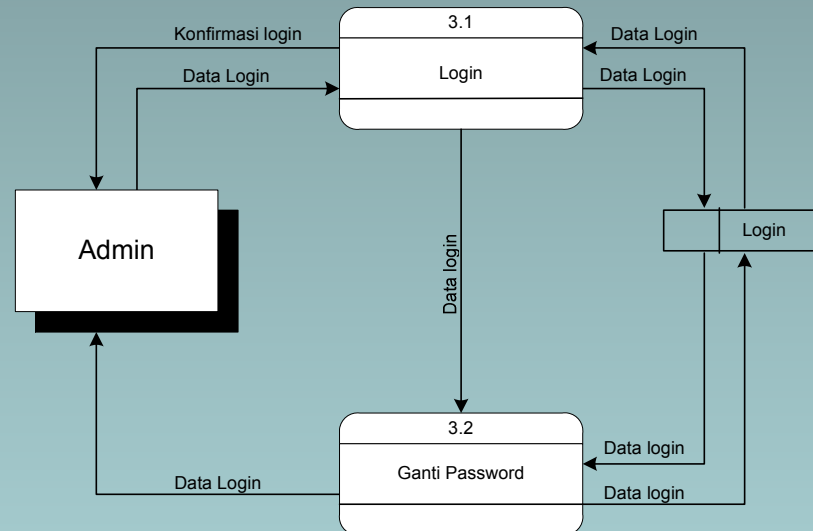 3.1
Konfirmasi login
Data Login
Login
Data Login
Data Login
Admin
Login
Data login
3.2
Ganti Password
Data login
Data Login
Data login